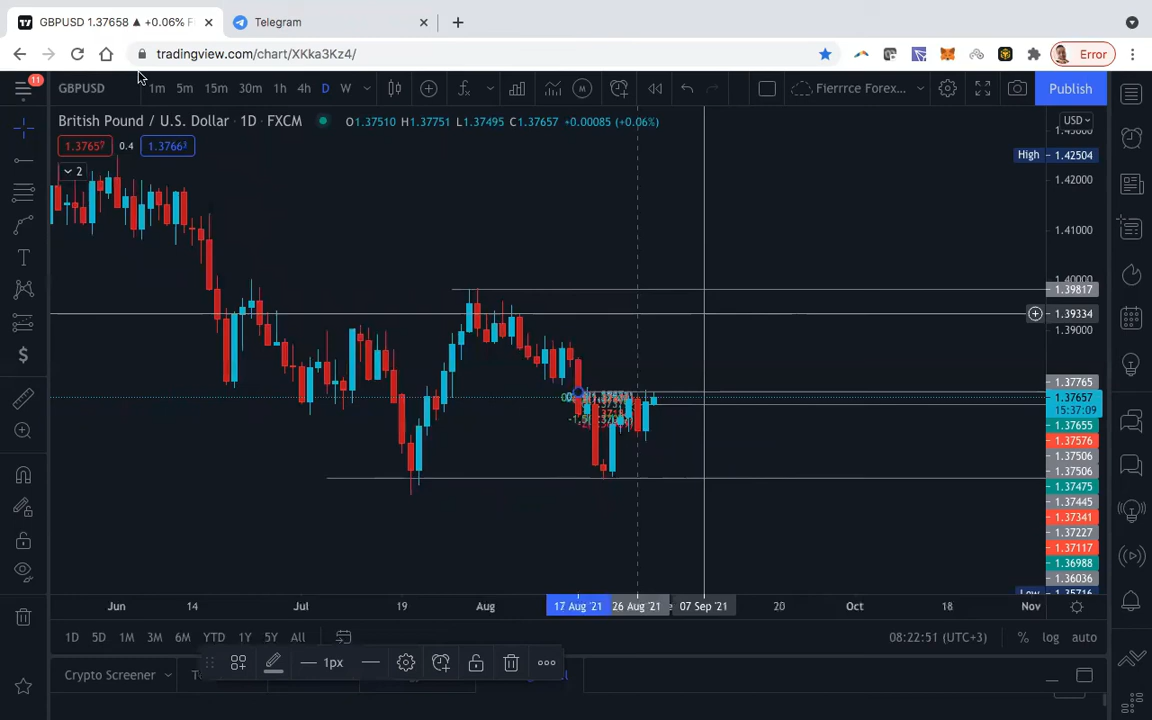 GBPUSD 1.37658 ▲ +0.06% F
Telegram
tradingview.com/chart/XKka3Kz4/
Error
11
GBPUSD
1m 5m 15m 30m 1h 4h D W
Fierrrce Forex...
Publish
British Pound / U.S. Dollar · 1D · FXCM
O1.37510 H1.37751 L1.37495 C1.37657 +0.00085 (+0.06%)
USD
1.37657
0.4
1.37663
2
High 1.42504
1.42000
1.41000
1.40000
1.39817
1.39334
1.39000
1.37765
1.37657
15:37:09
1.37655
1.37576
1.37506
1.37506
1.37475
1.37445
1.37341
1.37227
1.37117
1.36988
1.36036
Low 1.35716
Jun 14 Jul 19 Aug 17 Aug '21 26 Aug '21 07 Sep '21 20 Oct 18 Nov
1D 5D 1M 3M 6M YTD 1Y 5Y All
08:22:51 (UTC+3)
% log auto
1px
Crypto Screener